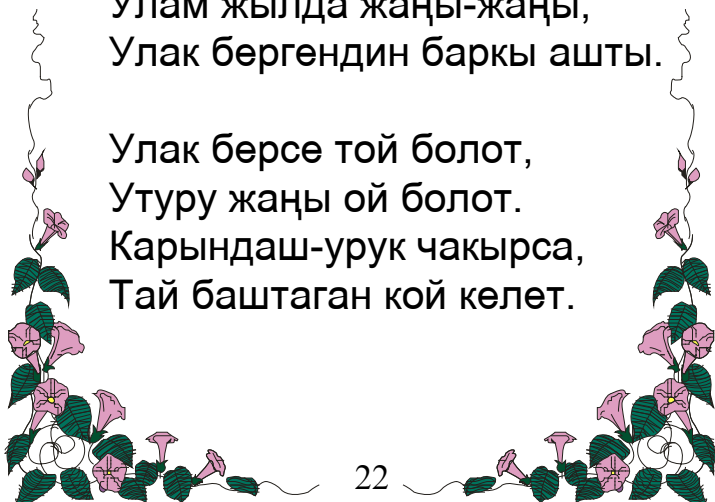 Улам жылда жаңы-жаңы,
Улак бергендин баркы ашты.
Улак берсе той болот,
Утуру жаңы ой болот.
Карындаш-урук чакырса,
Тай баштаган кой келет.
22